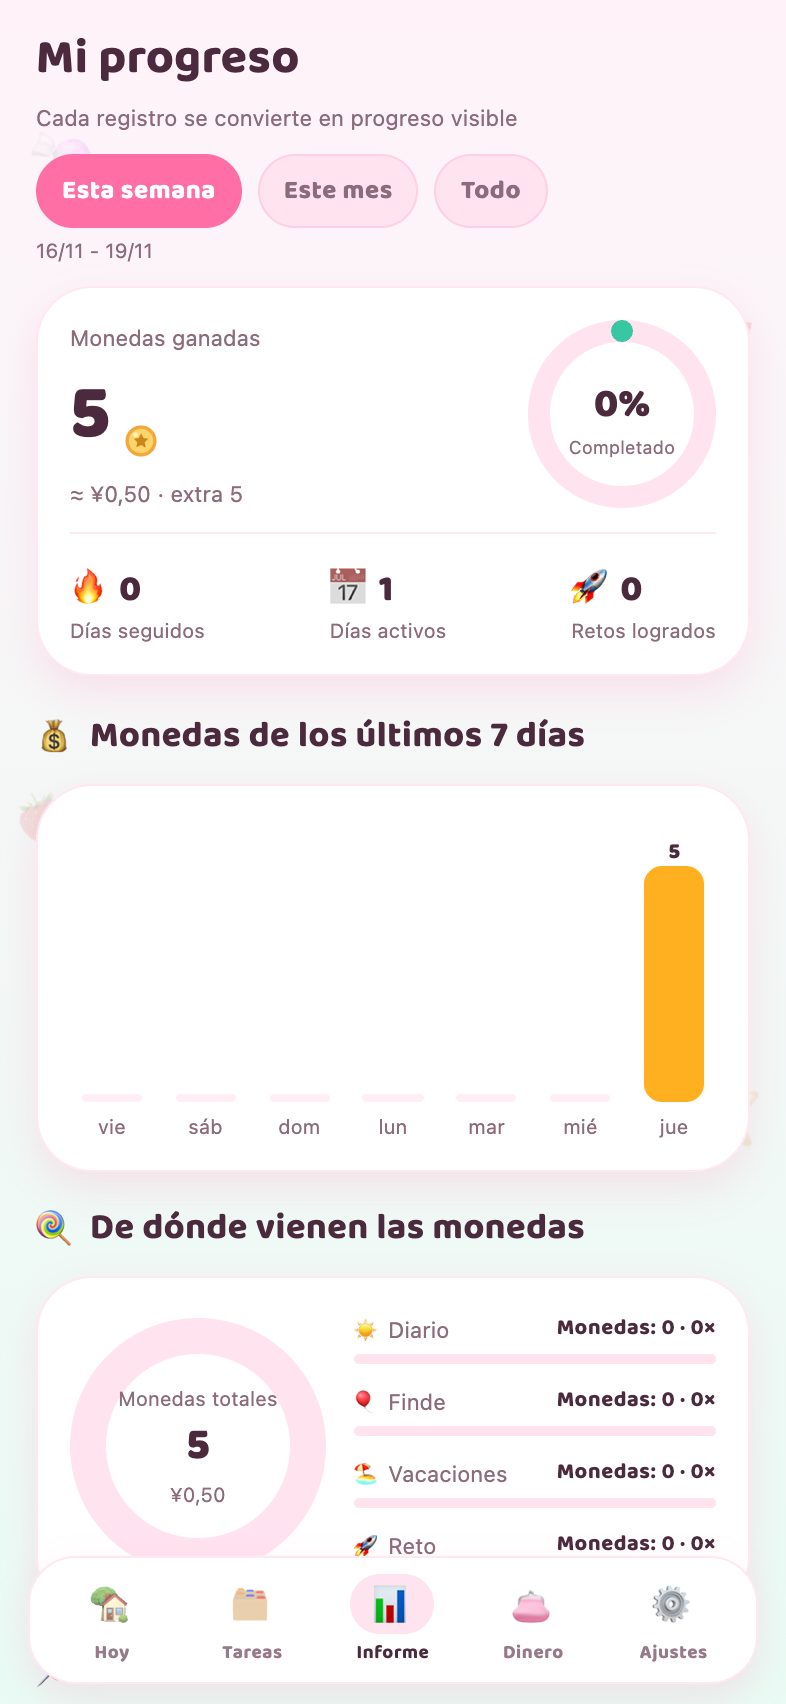 Mi progreso
Cada registro se convierte en progreso visible
Esta semana Este mes Todo
16/11 - 19/11
Monedas ganadas
5
≈ ¥0,50 · extra 5
0%
Completado
0
Días seguidos
JUL
17
1
Días activos
0
Retos logrados
Monedas de los últimos 7 días
5
vie sáb dom lun mar mié jue
De dónde vienen las monedas
Monedas totales
5
¥0,50
Diario Monedas: 0 · 0×
Finde Monedas: 0 · 0×
Vacaciones Monedas: 0 · 0×
Reto Monedas: 0 · 0×
Hoy Tareas Informe Dinero Ajustes